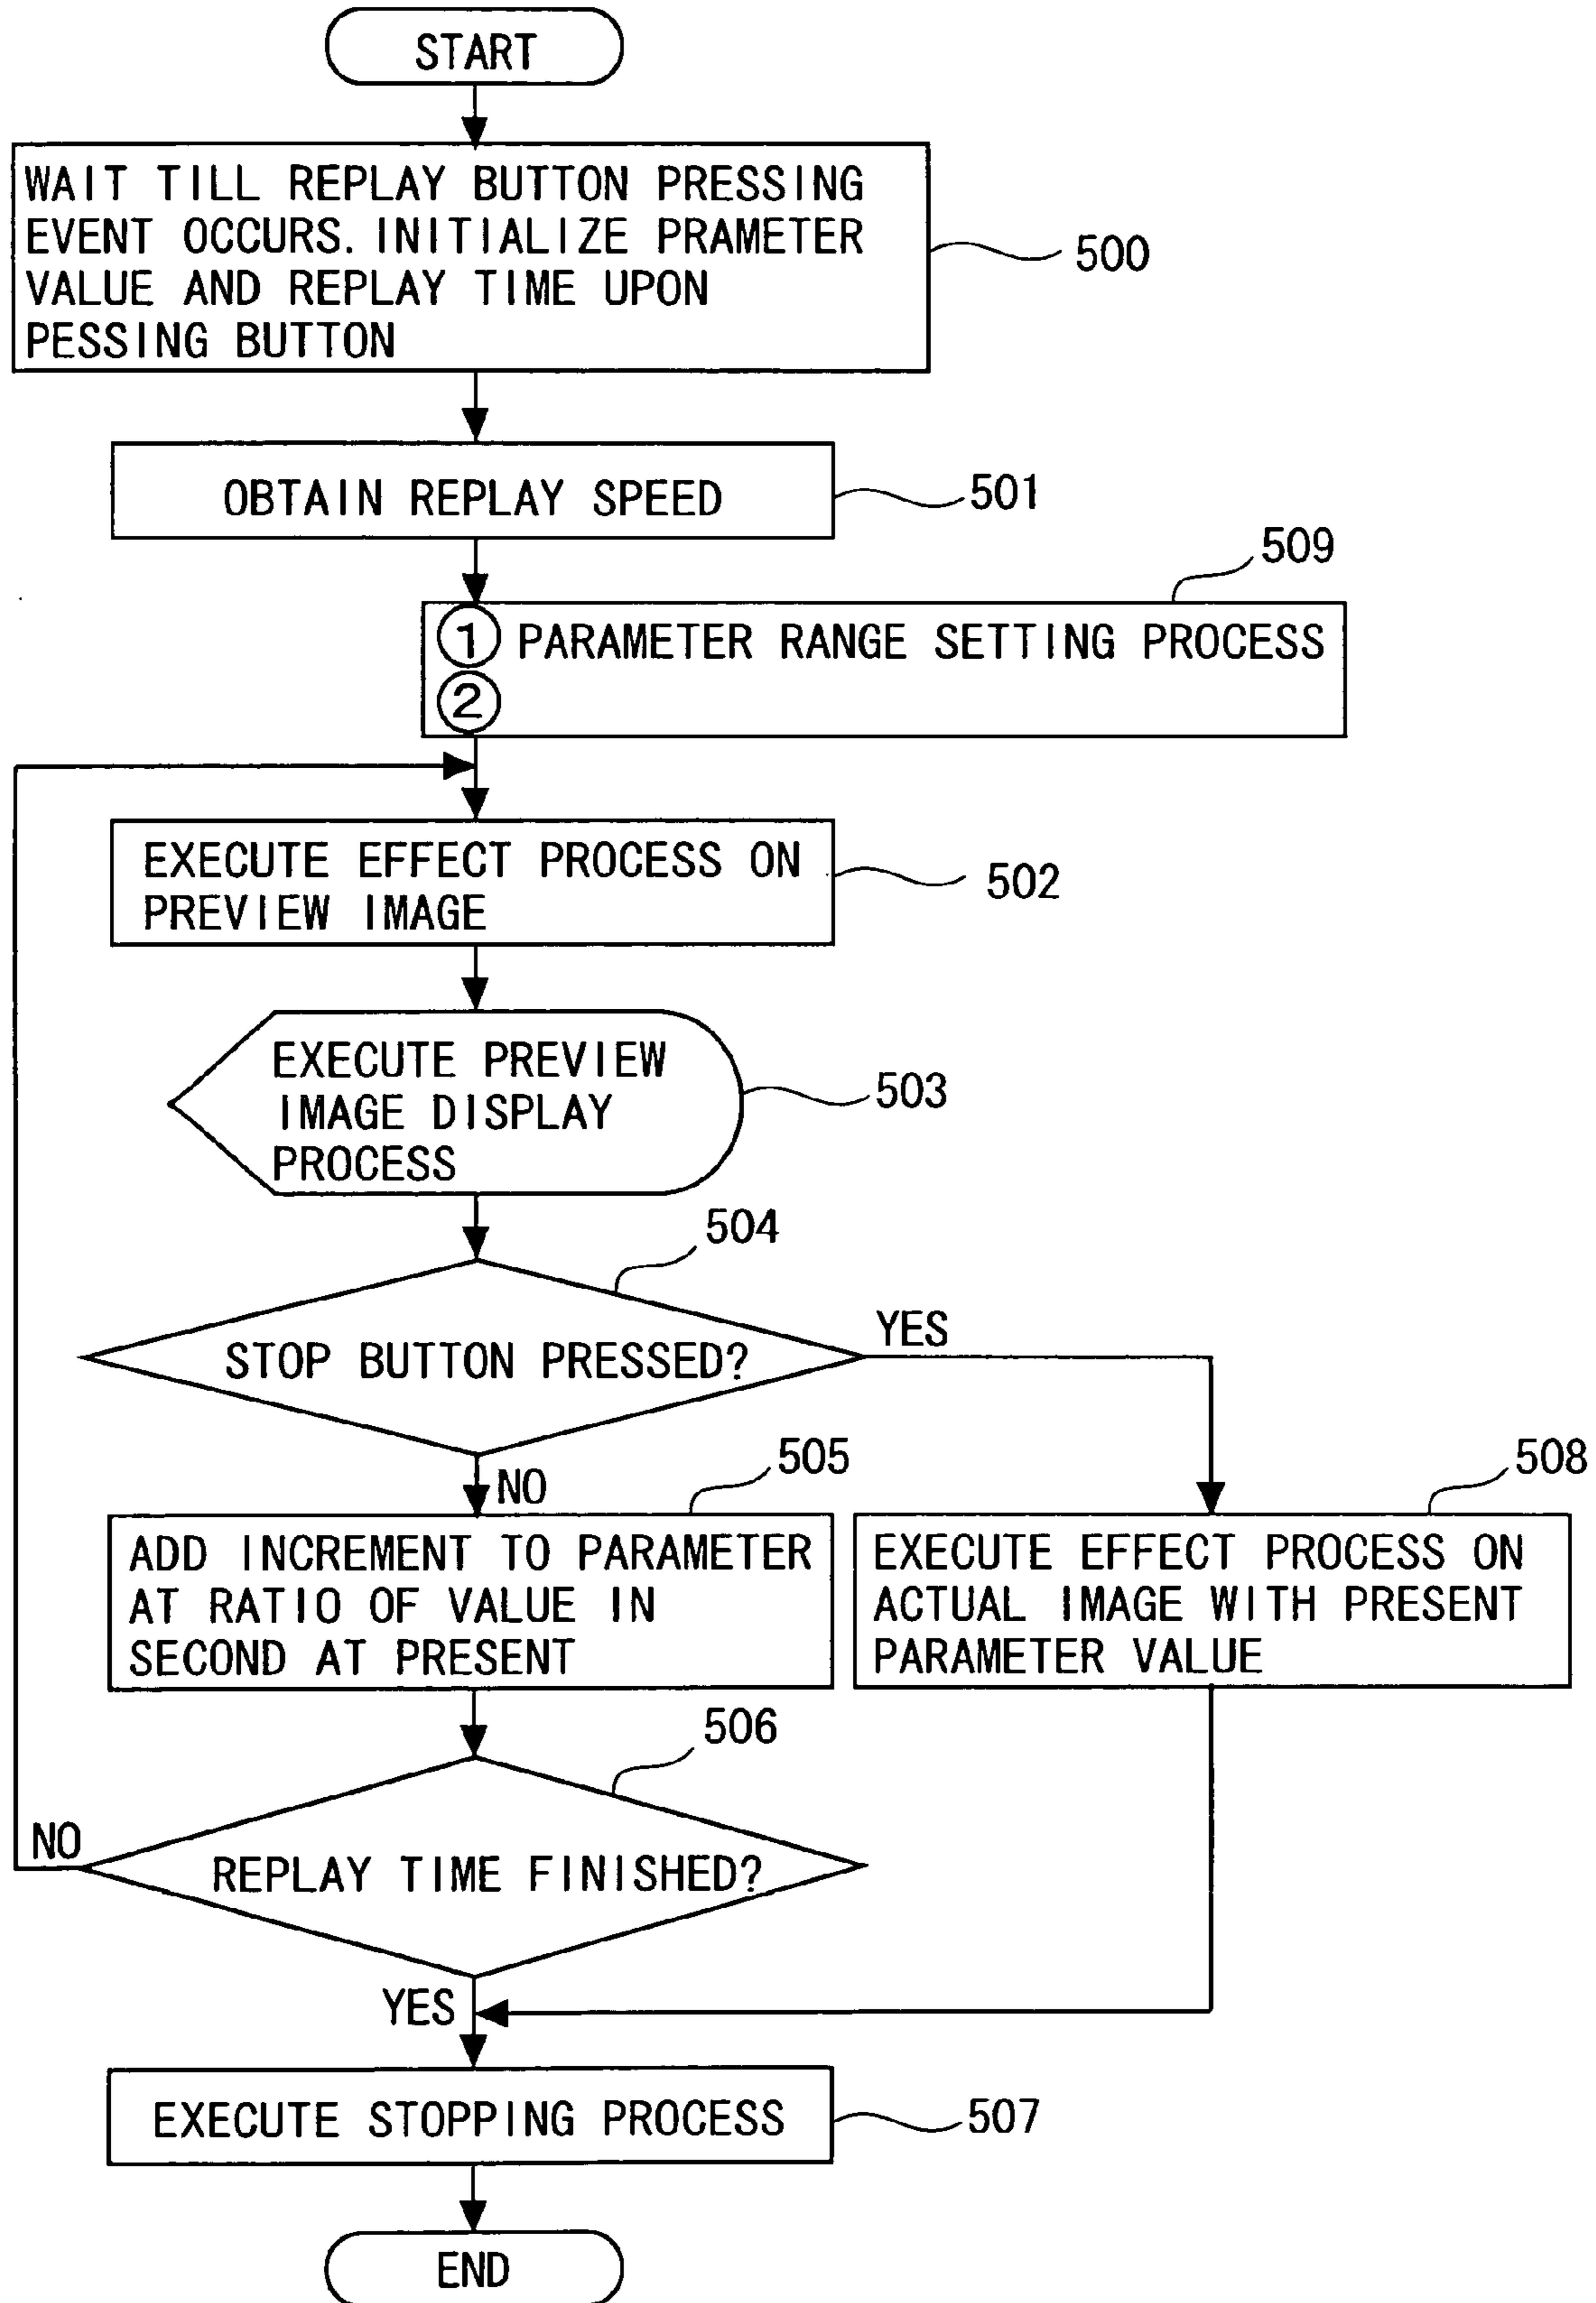 START
WAIT TILL REPLAY BUTTON PRESSING
EVENT OCCURS. INITIALIZE PRAMETER
VALUE AND REPLAY TIME UPON
PESSING BUTTON
500
OBTAIN REPLAY SPEED
501
509
① PARAMETER RANGE SETTING PROCESS
②
EXECUTE EFFECT PROCESS ON
PREVIEW IMAGE
502
EXECUTE PREVIEW
IMAGE DISPLAY
PROCESS
503
504
STOP BUTTON PRESSED?
YES
NO
505
ADD INCREMENT TO PARAMETER
AT RATIO OF VALUE IN
SECOND AT PRESENT
508
EXECUTE EFFECT PROCESS ON
ACTUAL IMAGE WITH PRESENT
PARAMETER VALUE
506
NO
REPLAY TIME FINISHED?
YES
EXECUTE STOPPING PROCESS
507
END